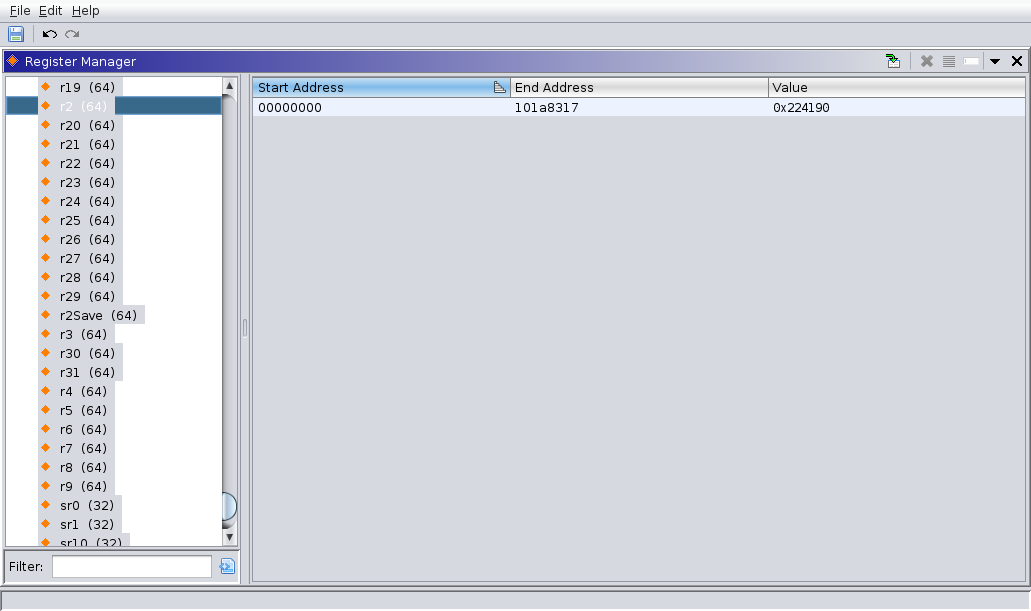 File Edit Help
Register Manager
r19 (64)
r2 (64)
r20 (64)
r21 (64)
r22 (64)
r23 (64)
r24 (64)
r25 (64)
r26 (64)
r27 (64)
r28 (64)
r29 (64)
r2Save (64)
r3 (64)
r30 (64)
r31 (64)
r4 (64)
r5 (64)
r6 (64)
r7 (64)
r8 (64)
r9 (64)
sr0 (32)
sr1 (32)
sr10 (32)
Filter:
Start Address End Address Value
00000000 101a8317 0x224190